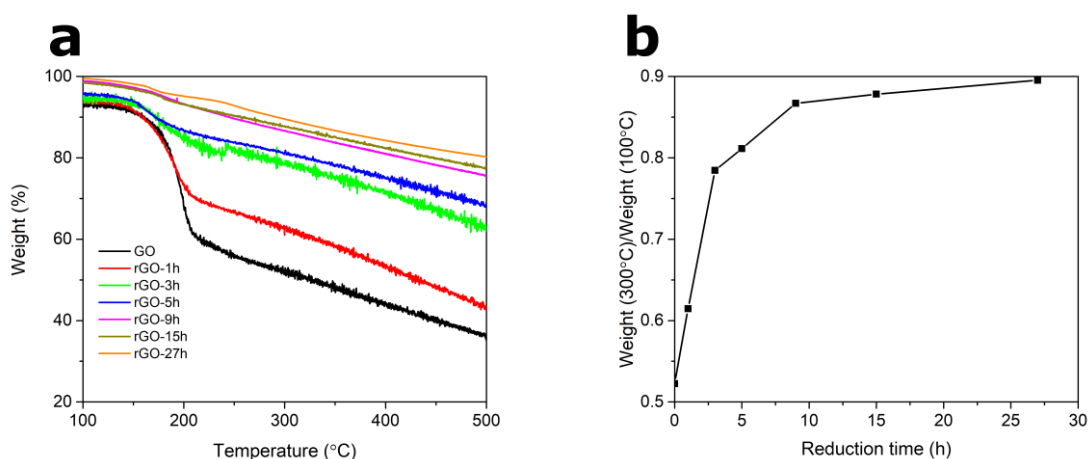 a
100
80
60
40
20
Weight (%)
GO
rGO-1h
rGO-3h
rGO-5h
rGO-9h
rGO-15h
rGO-27h
100 200 300 400 500
Temperature (°C)
b
0.9
0.8
0.7
0.6
0.5
Weight (300°C)/Weight (100°C)
0 5 10 15 20 25 30
Reduction time (h)